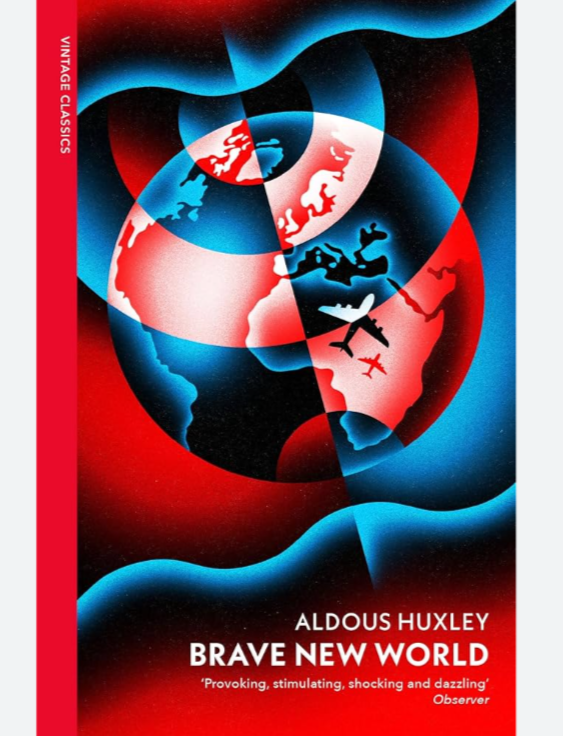 VINTAGE CLASSICS
ALDOUS HUXLEY
BRAVE NEW WORLD
‘Provoking, stimulating, shocking and dazzling’
Observer